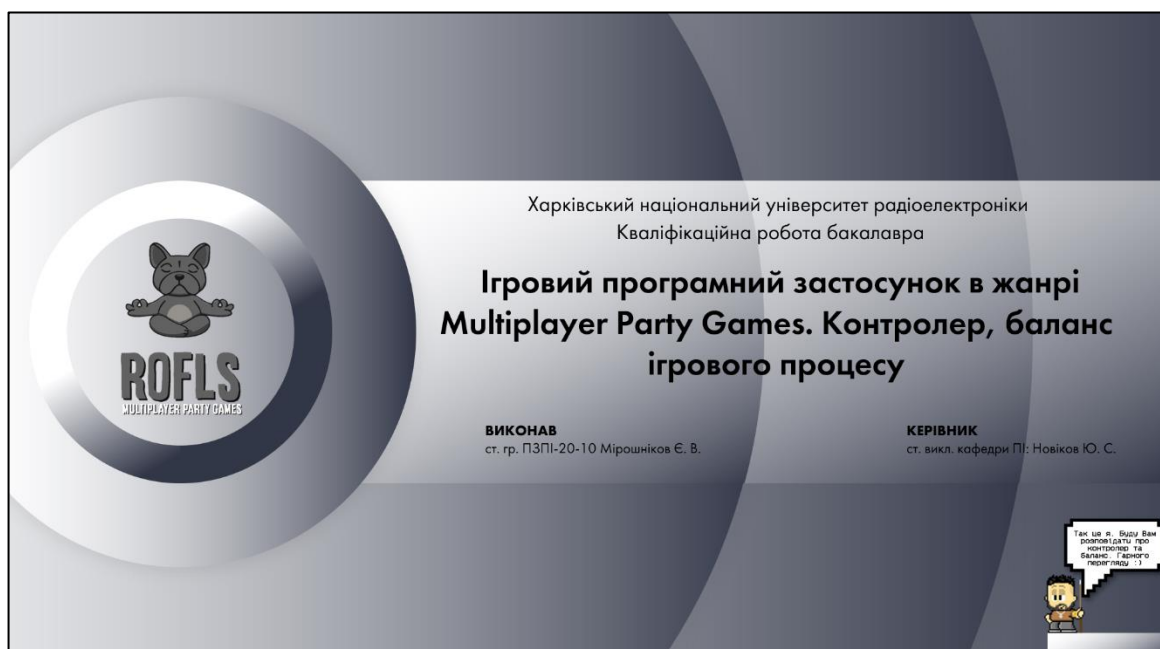 Харківський національний університет радіоелектроніки
Кваліфікаційна робота бакалавра
Ігровий програмний застосунок в жанрі
Multiplayer Party Games. Контролер, баланс
ігрового процесу
ROFLS
MULTIPLAYER PARTY GAMES
ВИКОНАВ
ст. гр. ПЗПІ-20-10 Мірошніков Є. В.
КЕРІВНИК
ст. викл. кафедри ПІ: Новіков Ю. С.
Так це я. Буду Вам
розповідати про
контролер та
баланс. Гарного
перегляду :)